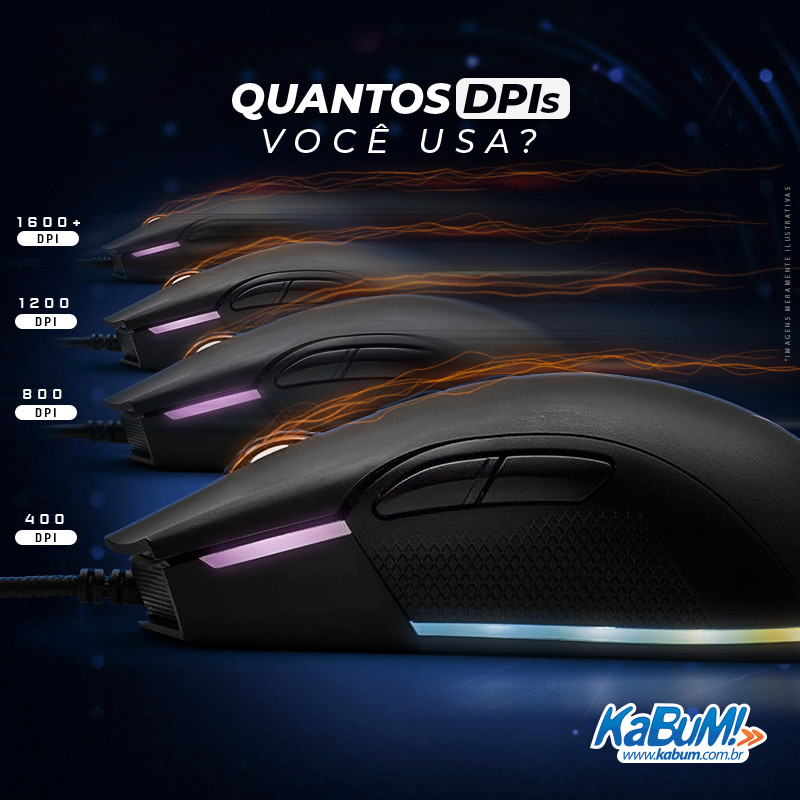 QUANTOS DPIs
VOCÊ USA?
1600+
DPI
1200
DPI
800
DPI
400
DPI
*IMAGENS MERAMENTE ILUSTRATIVAS
KaBuM!
www.kabum.com.br